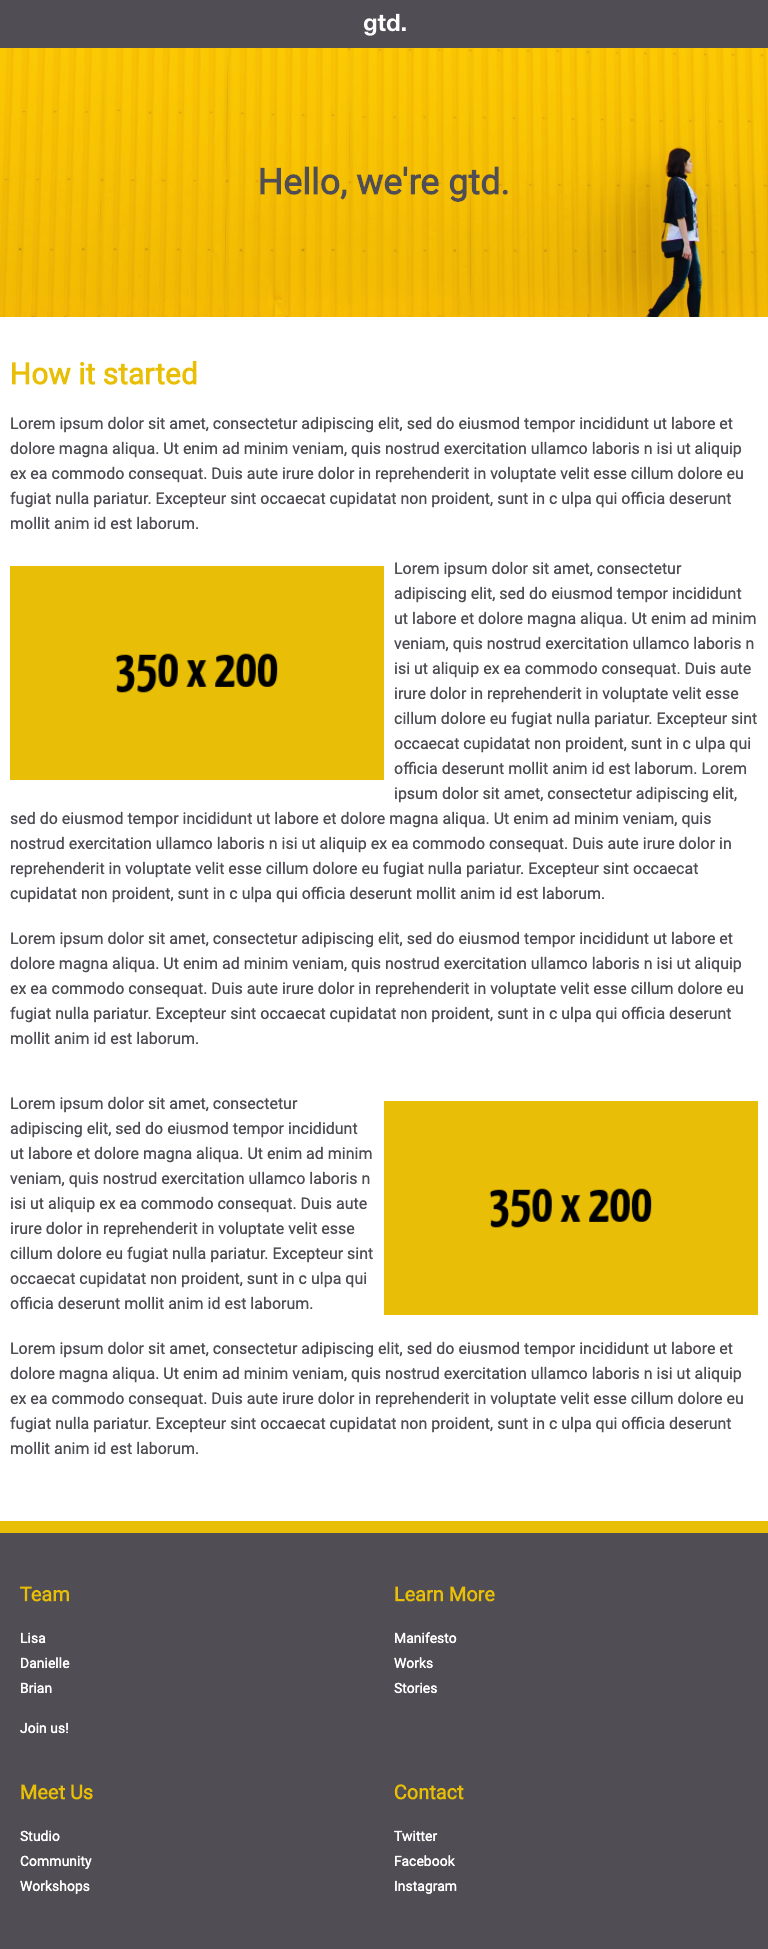 gtd.
Hello, we're gtd.
How it started
Lorem ipsum dolor sit amet, consectetur adipiscing elit, sed do eiusmod tempor incididunt ut labore et
dolore magna aliqua. Ut enim ad minim veniam, quis nostrud exercitation ullamco laboris n isi ut aliquip
ex ea commodo consequat. Duis aute irure dolor in reprehenderit in voluptate velit esse cillum dolore eu
fugiat nulla pariatur. Excepteur sint occaecat cupidatat non proident, sunt in c ulpa qui officia deserunt
mollit anim id est laborum.
350 x 200
Lorem ipsum dolor sit amet, consectetur
adipiscing elit, sed do eiusmod tempor incididunt
ut labore et dolore magna aliqua. Ut enim ad minim
veniam, quis nostrud exercitation ullamco laboris n
isi ut aliquip ex ea commodo consequat. Duis aute
irure dolor in reprehenderit in voluptate velit esse
cillum dolore eu fugiat nulla pariatur. Excepteur sint
occaecat cupidatat non proident, sunt in c ulpa qui
officia deserunt mollit anim id est laborum. Lorem
ipsum dolor sit amet, consectetur adipiscing elit,
sed do eiusmod tempor incididunt ut labore et dolore magna aliqua. Ut enim ad minim veniam, quis
nostrud exercitation ullamco laboris n isi ut aliquip ex ea commodo consequat. Duis aute irure dolor in
reprehenderit in voluptate velit esse cillum dolore eu fugiat nulla pariatur. Excepteur sint occaecat
cupidatat non proident, sunt in c ulpa qui officia deserunt mollit anim id est laborum.
Lorem ipsum dolor sit amet, consectetur adipiscing elit, sed do eiusmod tempor incididunt ut labore et
dolore magna aliqua. Ut enim ad minim veniam, quis nostrud exercitation ullamco laboris n isi ut aliquip
ex ea commodo consequat. Duis aute irure dolor in reprehenderit in voluptate velit esse cillum dolore eu
fugiat nulla pariatur. Excepteur sint occaecat cupidatat non proident, sunt in c ulpa qui officia deserunt
mollit anim id est laborum.
Lorem ipsum dolor sit amet, consectetur
adipiscing elit, sed do eiusmod tempor incididunt
ut labore et dolore magna aliqua. Ut enim ad minim
veniam, quis nostrud exercitation ullamco laboris n
isi ut aliquip ex ea commodo consequat. Duis aute
irure dolor in reprehenderit in voluptate velit esse
cillum dolore eu fugiat nulla pariatur. Excepteur sint
occaecat cupidatat non proident, sunt in c ulpa qui
officia deserunt mollit anim id est laborum.
350 x 200
Lorem ipsum dolor sit amet, consectetur adipiscing elit, sed do eiusmod tempor incididunt ut labore et
dolore magna aliqua. Ut enim ad minim veniam, quis nostrud exercitation ullamco laboris n isi ut aliquip
ex ea commodo consequat. Duis aute irure dolor in reprehenderit in voluptate velit esse cillum dolore eu
fugiat nulla pariatur. Excepteur sint occaecat cupidatat non proident, sunt in c ulpa qui officia deserunt
mollit anim id est laborum.
Team
Lisa
Danielle
Brian
Join us!
Learn More
Manifesto
Works
Stories
Meet Us
Studio
Community
Workshops
Contact
Twitter
Facebook
Instagram